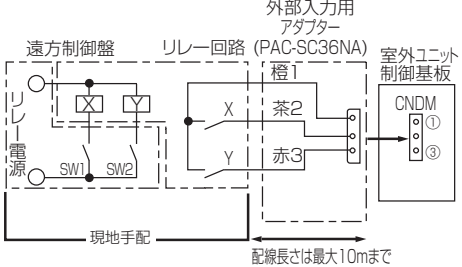 外部入力用
アダプター
遠方制御盤 リレー回路 (PAC-SC36NA) 室外ユニット
制御基板
橙1
CNDM
リレー電源
X Y
X
茶2
①
Y
赤3
③
SW1 SW2
現地手配
配線長さは最大10mまで